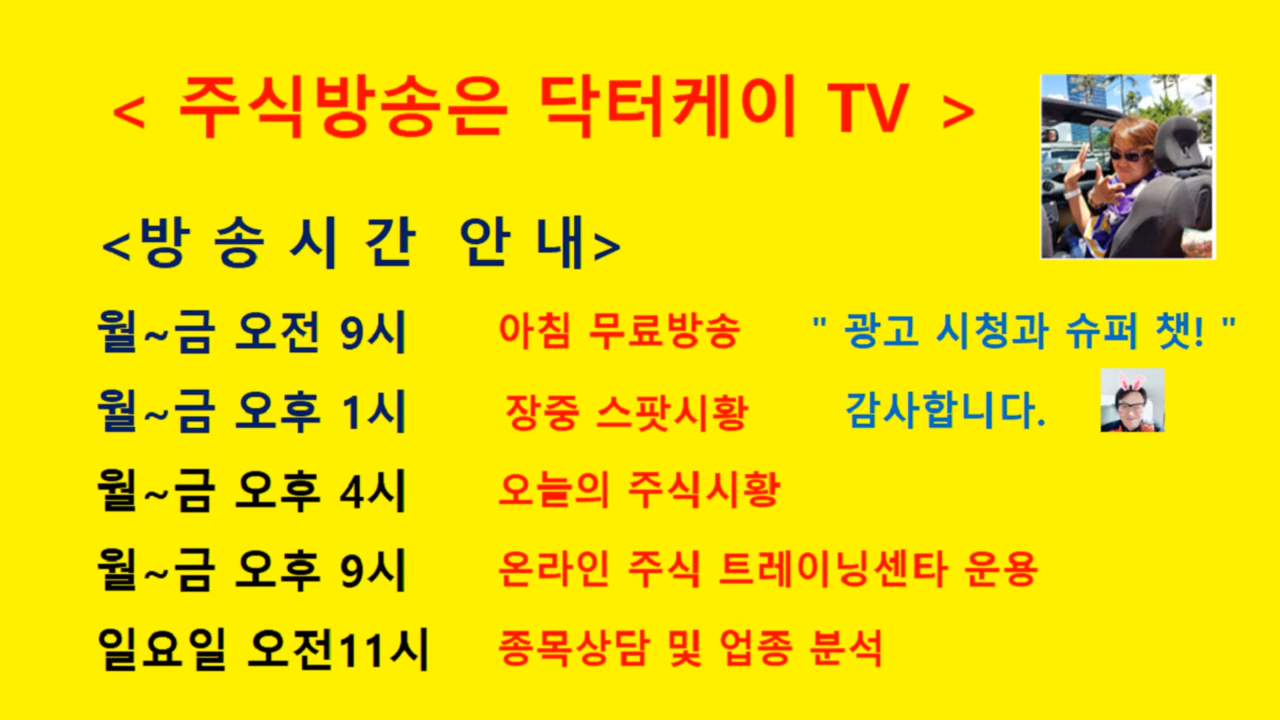 < 주식방송은 닥터케이 TV >
<방 송 시 간 안 내>
월~금 오전 9시 아침 무료방송 " 광고 시청과 슈퍼 챗! "
월~금 오후 1시 장중 스팟시황 감사합니다.
월~금 오후 4시 오늘의 주식시황
월~금 오후 9시 온라인 주식 트레이닝센타 운용
일요일 오전11시 종목상담 및 업종 분석